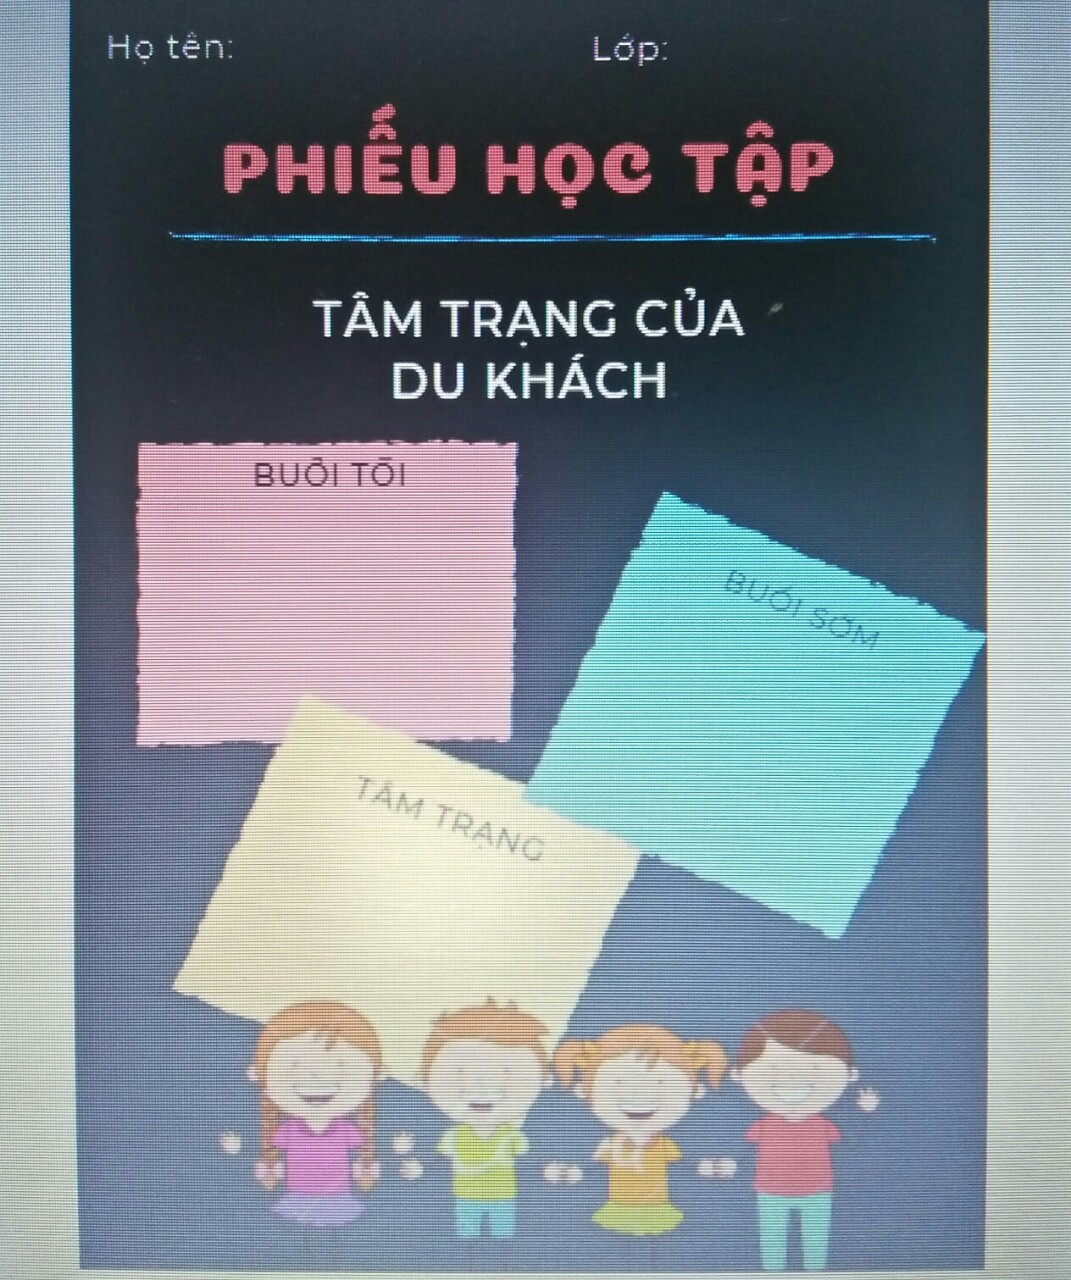 Họ tên:
Lớp:
PHIẾU HỌC TẬP
TÂM TRẠNG CỦA
DU KHÁCH
BUỔI TỐI
BUỔI SỚM
TÂM TRẠNG